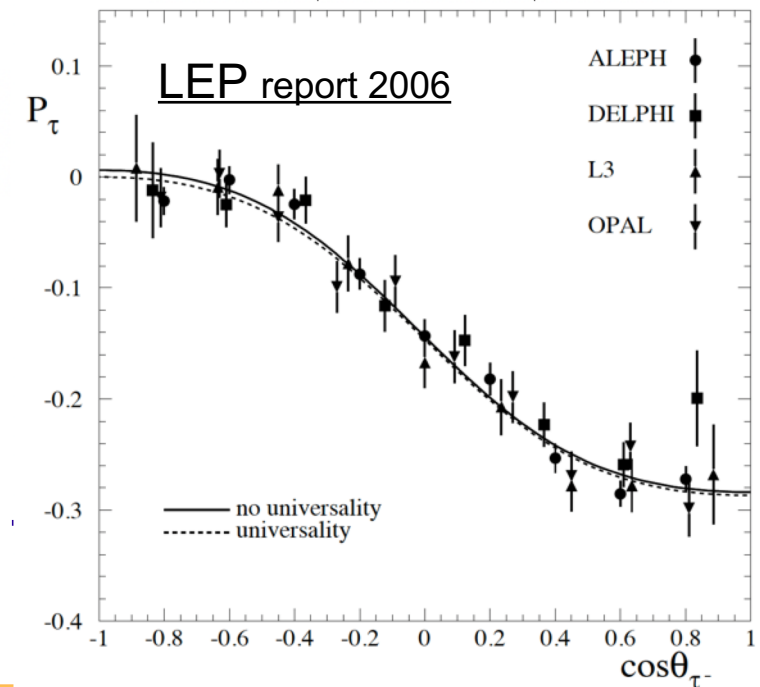 LEP report 2006
0.1
0
-0.1
-0.2
-0.3
-0.4
Pτ
ALEPH
DELPHI
L3
OPAL
no universality
universality
-1 -0.8 -0.6 -0.4 -0.2 0 0.2 0.4 0.6 0.8 1
cosθτ-